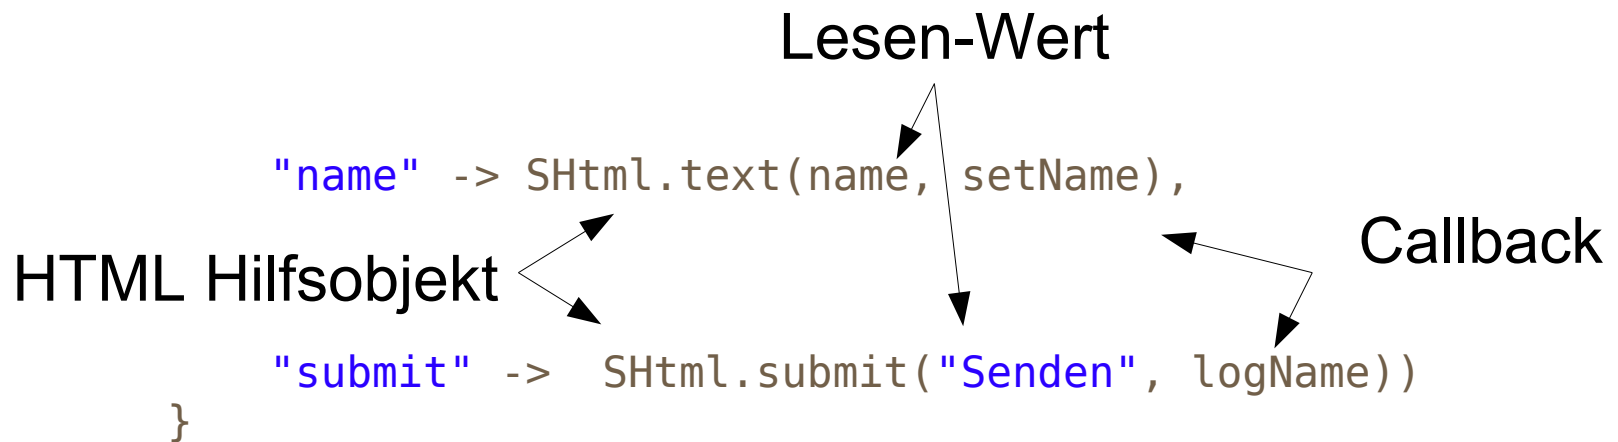 Lesen-Wert
"name" -> SHtml.text(name, setName),
Callback
HTML Hilfsobjekt
"submit" -> SHtml.submit("Senden", logName))
}